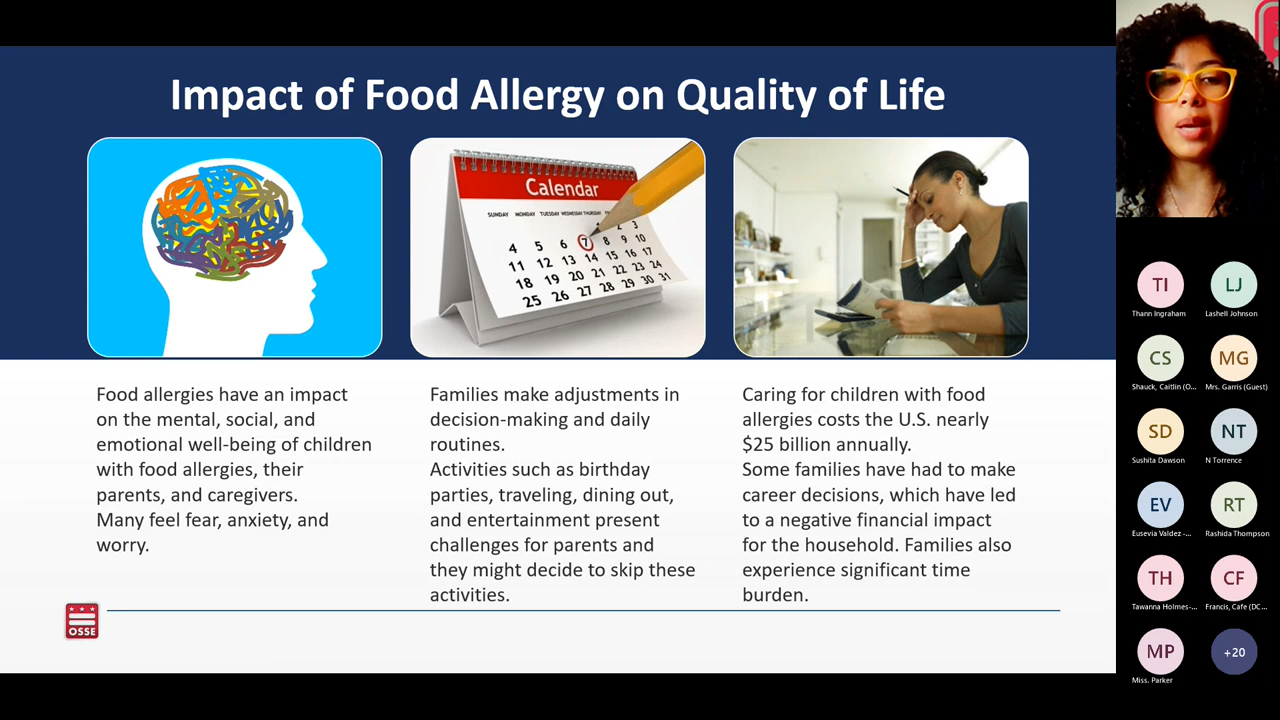 Impact of Food Allergy on Quality of Life
Calendar
SUNDAY MONDAY TUESDAY WEDNESDAY THURSDAY
2 3
4 5 6 7 8 9 10
11 12 13 14 15 16 17
18 19 20 21 22 23 24
25 26 27 28 29 30 31
Food allergies have an impact
on the mental, social, and
emotional well-being of children
with food allergies, their
parents, and caregivers.
Many feel fear, anxiety, and
worry.
Families make adjustments in
decision-making and daily
routines.
Activities such as birthday
parties, traveling, dining out,
and entertainment present
challenges for parents and
they might decide to skip these
activities.
Caring for children with food
allergies costs the U.S. nearly
$25 billion annually.
Some families have had to make
career decisions, which have led
to a negative financial impact
for the household. Families also
experience significant time
burden.
OSSE
TI LJ
Thann Ingraham Lashell Johnson
CS MG
Shauck, Caitlin (O... Mrs. Garris (Guest)
SD NT
Sushita Dawson N Torrence
EV RT
Eusevia Valdez -... Rashida Thompson
TH CF
Tawanna Holmes-... Francis, Cafe (DC ...
MP +20
Miss. Parker